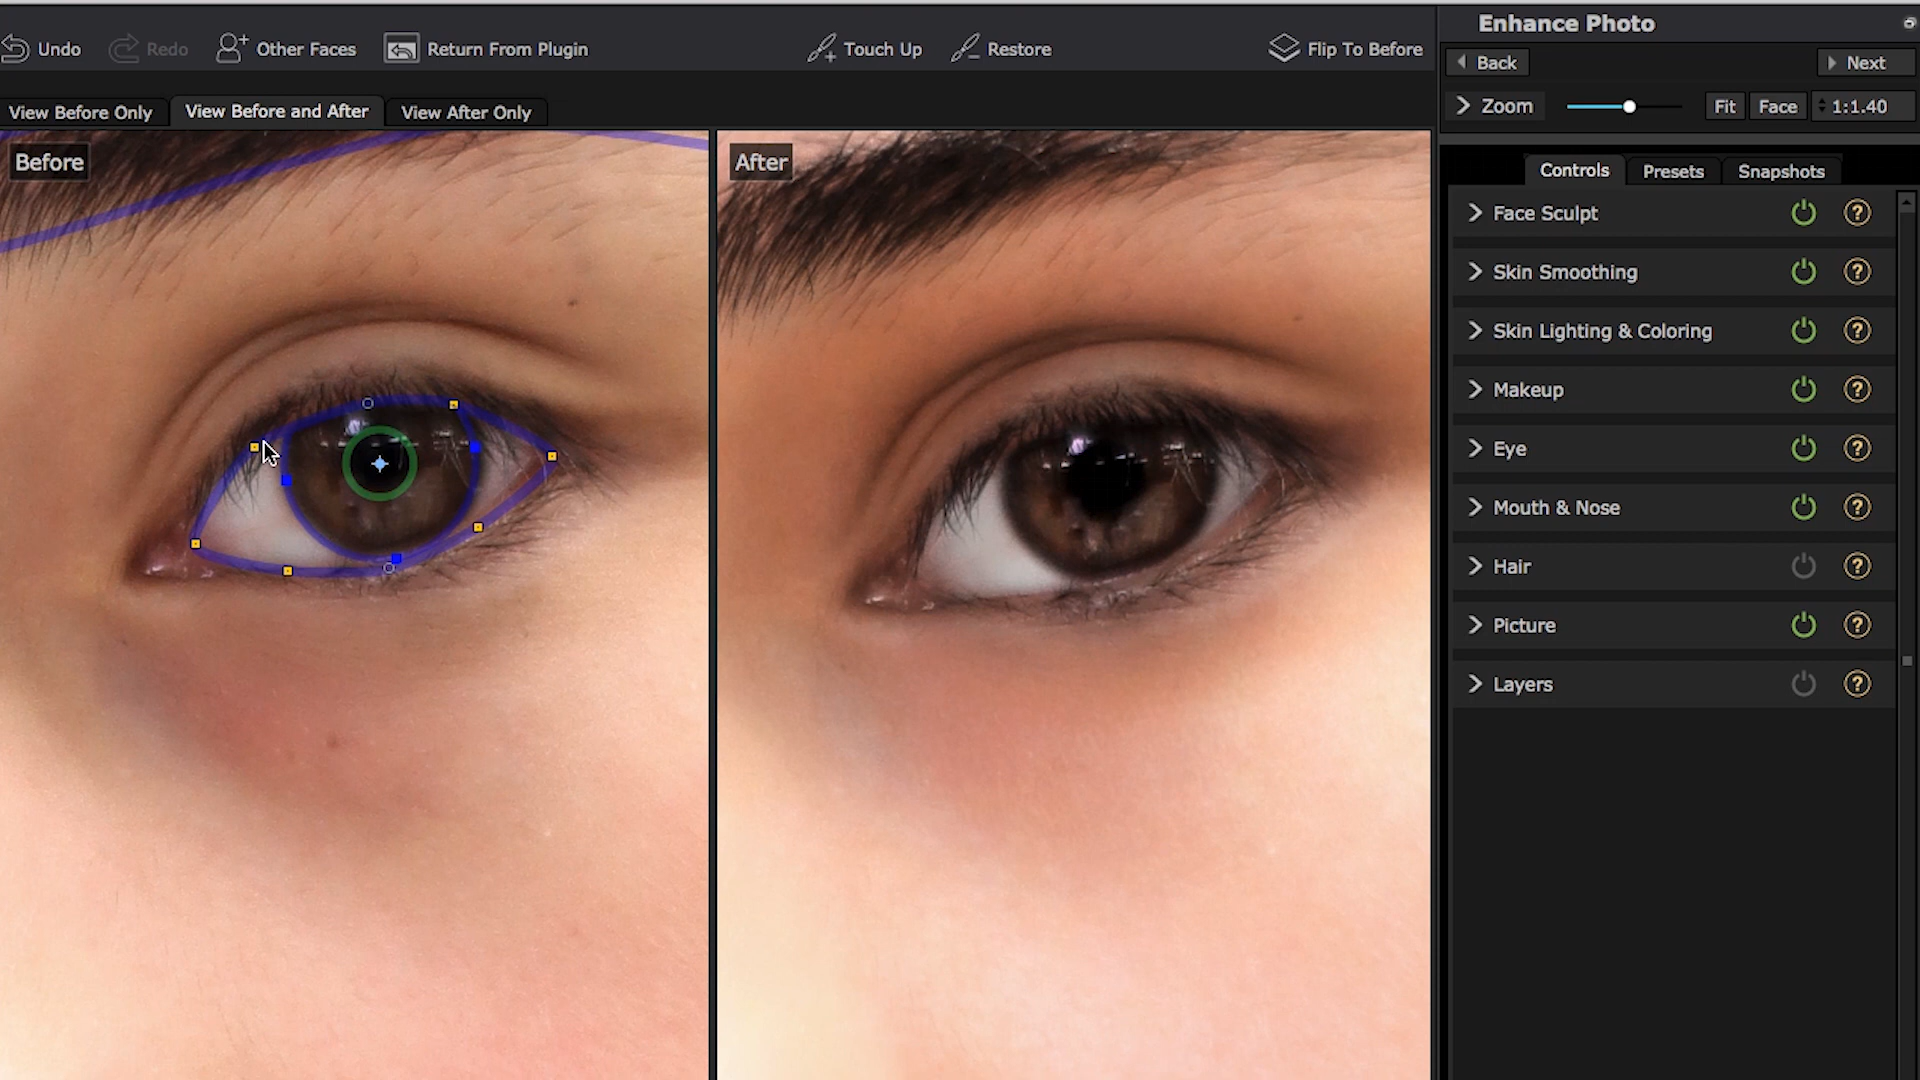 Enhance Photo
Undo
Redo
Other Faces
Return From Plugin
Touch Up
Restore
Flip To Before
Back
Next
Zoom
Fit
Face
1:1.40
View Before Only
View Before and After
View After Only
Before
After
Controls
Presets
Snapshots
Face Sculpt
?
Skin Smoothing
?
Skin Lighting & Coloring
?
Makeup
?
Eye
?
Mouth & Nose
?
Hair
?
Picture
?
Layers
?